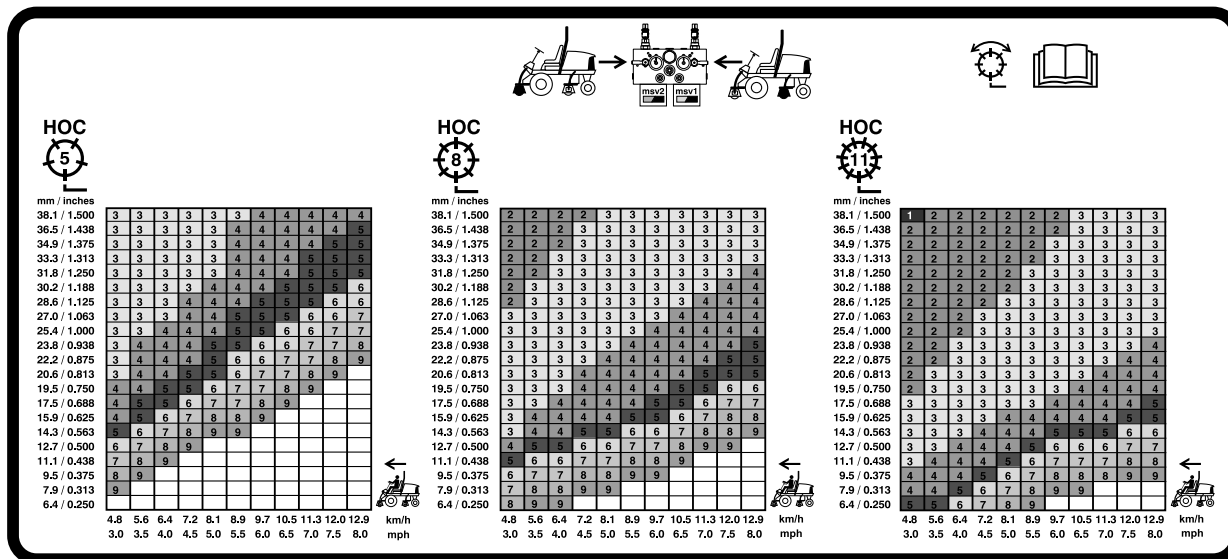 msv2 msv1
HOC
5
mm / inches
38.1 / 1.500 3 3 3 3 3 3 4 4 4 4 4
36.5 / 1.438 3 3 3 3 3 4 4 4 4 4 5
34.9 / 1.375 3 3 3 3 3 4 4 4 4 5 5
33.3 / 1.313 3 3 3 3 3 4 4 4 5 5 5
31.8 / 1.250 3 3 3 3 3 4 4 4 5 5 5
30.2 / 1.188 3 3 3 3 4 4 4 5 5 5 6
28.6 / 1.125 3 3 3 4 4 4 5 5 5 6 6
27.0 / 1.063 3 3 3 4 4 5 5 5 6 6 7
25.4 / 1.000 3 3 4 4 4 5 5 6 6 7 7
23.8 / 0.938 3 4 4 4 5 5 6 6 7 7 8
22.2 / 0.875 3 4 4 4 5 6 6 7 7 8 9
20.6 / 0.813 3 4 4 5 5 6 7 7 8 9
19.5 / 0.750 4 4 5 5 6 7 7 8 9
17.5 / 0.688 4 5 5 6 7 7 8 9
15.9 / 0.625 4 5 6 7 7 8 9
14.3 / 0.563 5 6 7 8 9 9
12.7 / 0.500 6 7 8 9
11.1 / 0.438 7 8 9
9.5 / 0.375 8 9
7.9 / 0.313 9
6.4 / 0.250
4.8 5.6 6.4 7.2 8.1 8.9 9.7 10.5 11.3 12.0 12.9 km/h
3.0 3.5 4.0 4.5 5.0 5.5 6.0 6.5 7.0 7.5 8.0 mph
HOC
8
mm / inches
38.1 / 1.500 2 2 2 2 3 3 3 3 3 3 3
36.5 / 1.438 2 2 2 3 3 3 3 3 3 3 3
34.9 / 1.375 2 2 2 3 3 3 3 3 3 3 3
33.3 / 1.313 2 2 3 3 3 3 3 3 3 3 3
31.8 / 1.250 2 2 3 3 3 3 3 3 3 3 4
30.2 / 1.188 2 3 3 3 3 3 3 3 3 4 4
28.6 / 1.125 2 3 3 3 3 3 3 3 4 4 4
27.0 / 1.063 3 3 3 3 3 3 3 3 4 4 4
25.4 / 1.000 3 3 3 3 3 3 4 4 4 4 4
23.8 / 0.938 3 3 3 3 3 4 4 4 4 4 5
22.2 / 0.875 3 3 3 3 4 4 4 4 4 5 5
20.6 / 0.813 3 3 3 4 4 4 4 4 5 5 5
19.5 / 0.750 3 3 3 4 4 4 4 5 5 6 6
17.5 / 0.688 3 3 4 4 4 4 5 5 6 7 7
15.9 / 0.625 3 4 4 4 4 5 5 6 7 7 8
14.3 / 0.563 3 4 4 5 5 6 6 7 8 8 9
12.7 / 0.500 4 5 5 6 6 7 7 8 9 9
11.1 / 0.438 5 6 6 7 7 8 8 9
9.5 / 0.375 6 7 7 8 8 9 9
7.9 / 0.313 7 8 8 9 9
6.4 / 0.250 8 9 9
4.8 5.6 6.4 7.2 8.1 8.9 9.7 10.5 11.3 12.0 12.9 km/h
3.0 3.5 4.0 4.5 5.0 5.5 6.0 6.5 7.0 7.5 8.0 mph
HOC
11
mm / inches
38.1 / 1.500 1 2 2 2 2 2 2 3 3 3 3
36.5 / 1.438 2 2 2 2 2 2 2 3 3 3 3
34.9 / 1.375 2 2 2 2 2 2 3 3 3 3 3
33.3 / 1.313 2 2 2 2 2 2 3 3 3 3 3
31.8 / 1.250 2 2 2 2 2 3 3 3 3 3 3
30.2 / 1.188 2 2 2 2 2 3 3 3 3 3 3
28.6 / 1.125 2 2 2 2 3 3 3 3 3 3 3
27.0 / 1.063 2 2 2 3 3 3 3 3 3 3 3
25.4 / 1.000 2 2 2 3 3 3 3 3 3 3 3
23.8 / 0.938 2 2 3 3 3 3 3 3 3 3 4
22.2 / 0.875 2 2 3 3 3 3 3 3 3 4 4
20.6 / 0.813 2 3 3 3 3 3 3 3 4 4 4
19.5 / 0.750 2 3 3 3 3 3 3 4 4 4 4
17.5 / 0.688 3 3 3 3 3 3 4 4 4 4 5
15.9 / 0.625 3 3 3 3 4 4 4 4 4 5 5
14.3 / 0.563 3 3 3 4 4 4 5 5 5 6 6
12.7 / 0.500 3 3 4 4 4 5 5 6 6 7 7
11.1 / 0.438 3 4 4 4 5 6 6 7 7 8 8
9.5 / 0.375 4 4 4 5 6 6 7 8 8 9 9
7.9 / 0.313 4 4 5 6 7 7 8 9
6.4 / 0.250 5 5 6 7 8 9
4.8 5.6 6.4 7.2 8.1 8.9 9.7 10.5 11.3 12.0 12.9 km/h
3.0 3.5 4.0 4.5 5.0 5.5 6.0 6.5 7.0 7.5 8.0 mph